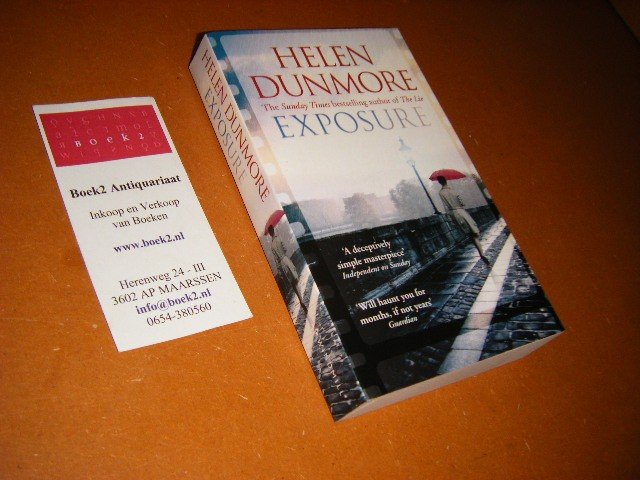 BOEK2
Boek2 Antiquariaat
Inkoop en Verkoop
van Boeken
www.boek2.nl
Herenweg 24 - III
3602 AP MAARSSEN
info@boek2.nl
0654-380560
HELEN DUNMORE
EXPOSURE
HELEN
DUNMORE
The Sunday Times bestselling author of The Lie
EXPOSURE
'A deceptively
simple masterpiece'
Independent on Sunday
'Will haunt you for
months, if not years'
Guardian